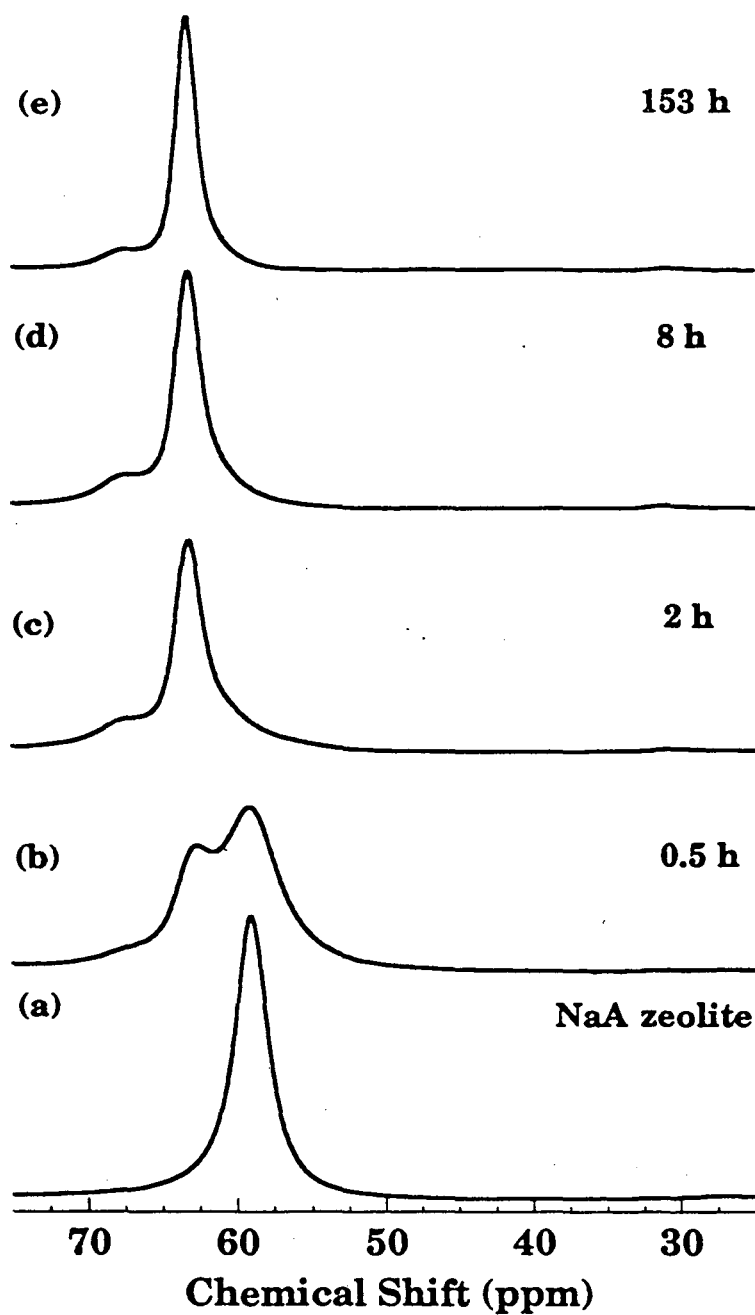 (e) 153 h
(d) 8 h
(c) 2 h
(b) 0.5 h
(a) NaA zeolite
70 60 50 40 30
Chemical Shift (ppm)